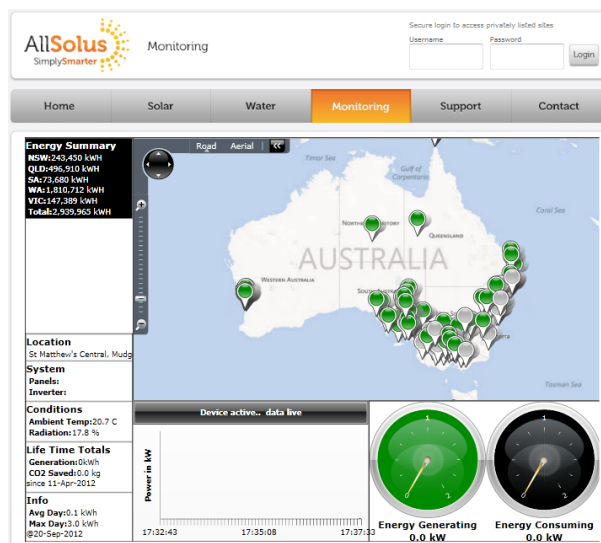 AllSolus
SimplySmarter
Monitoring
Secure login to access privately listed sites
Username
Password
Login
Home
Solar
Water
Monitoring
Support
Contact
Energy Summary
NSW:243,450 kWH
QLD:496,910 kWH
SA:73,680 kWH
WA:1,810,712 kWH
VIC:147,389 kWH
Total:2,939,965 kWH
Road
Aerial
Timor Sea
Gulf of
Carpentaria
Coral Sea
QUEENSLAND
AUSTRALIA
WESTERN AUSTRALIA
Tasman Sea
Location
St Matthew's Central, Mudg
System
Panels:
Inverter:
Conditions
Ambient Temp:20.7 C
Radiation:17.8 %
Life Time Totals
Generation:0kWh
CO2 Saved:0.0 kg
since 11-Apr-2012
Info
Avg Day:0.1 kWh
Max Day:3.0 kWh
@20-Sep-2012
Device active.. data live
Power in kW
17:32:43
17:35:08
17:37:33
0
1
2
Energy Generating
0.0 kW
0
1
2
Energy Consuming
0.0 kW